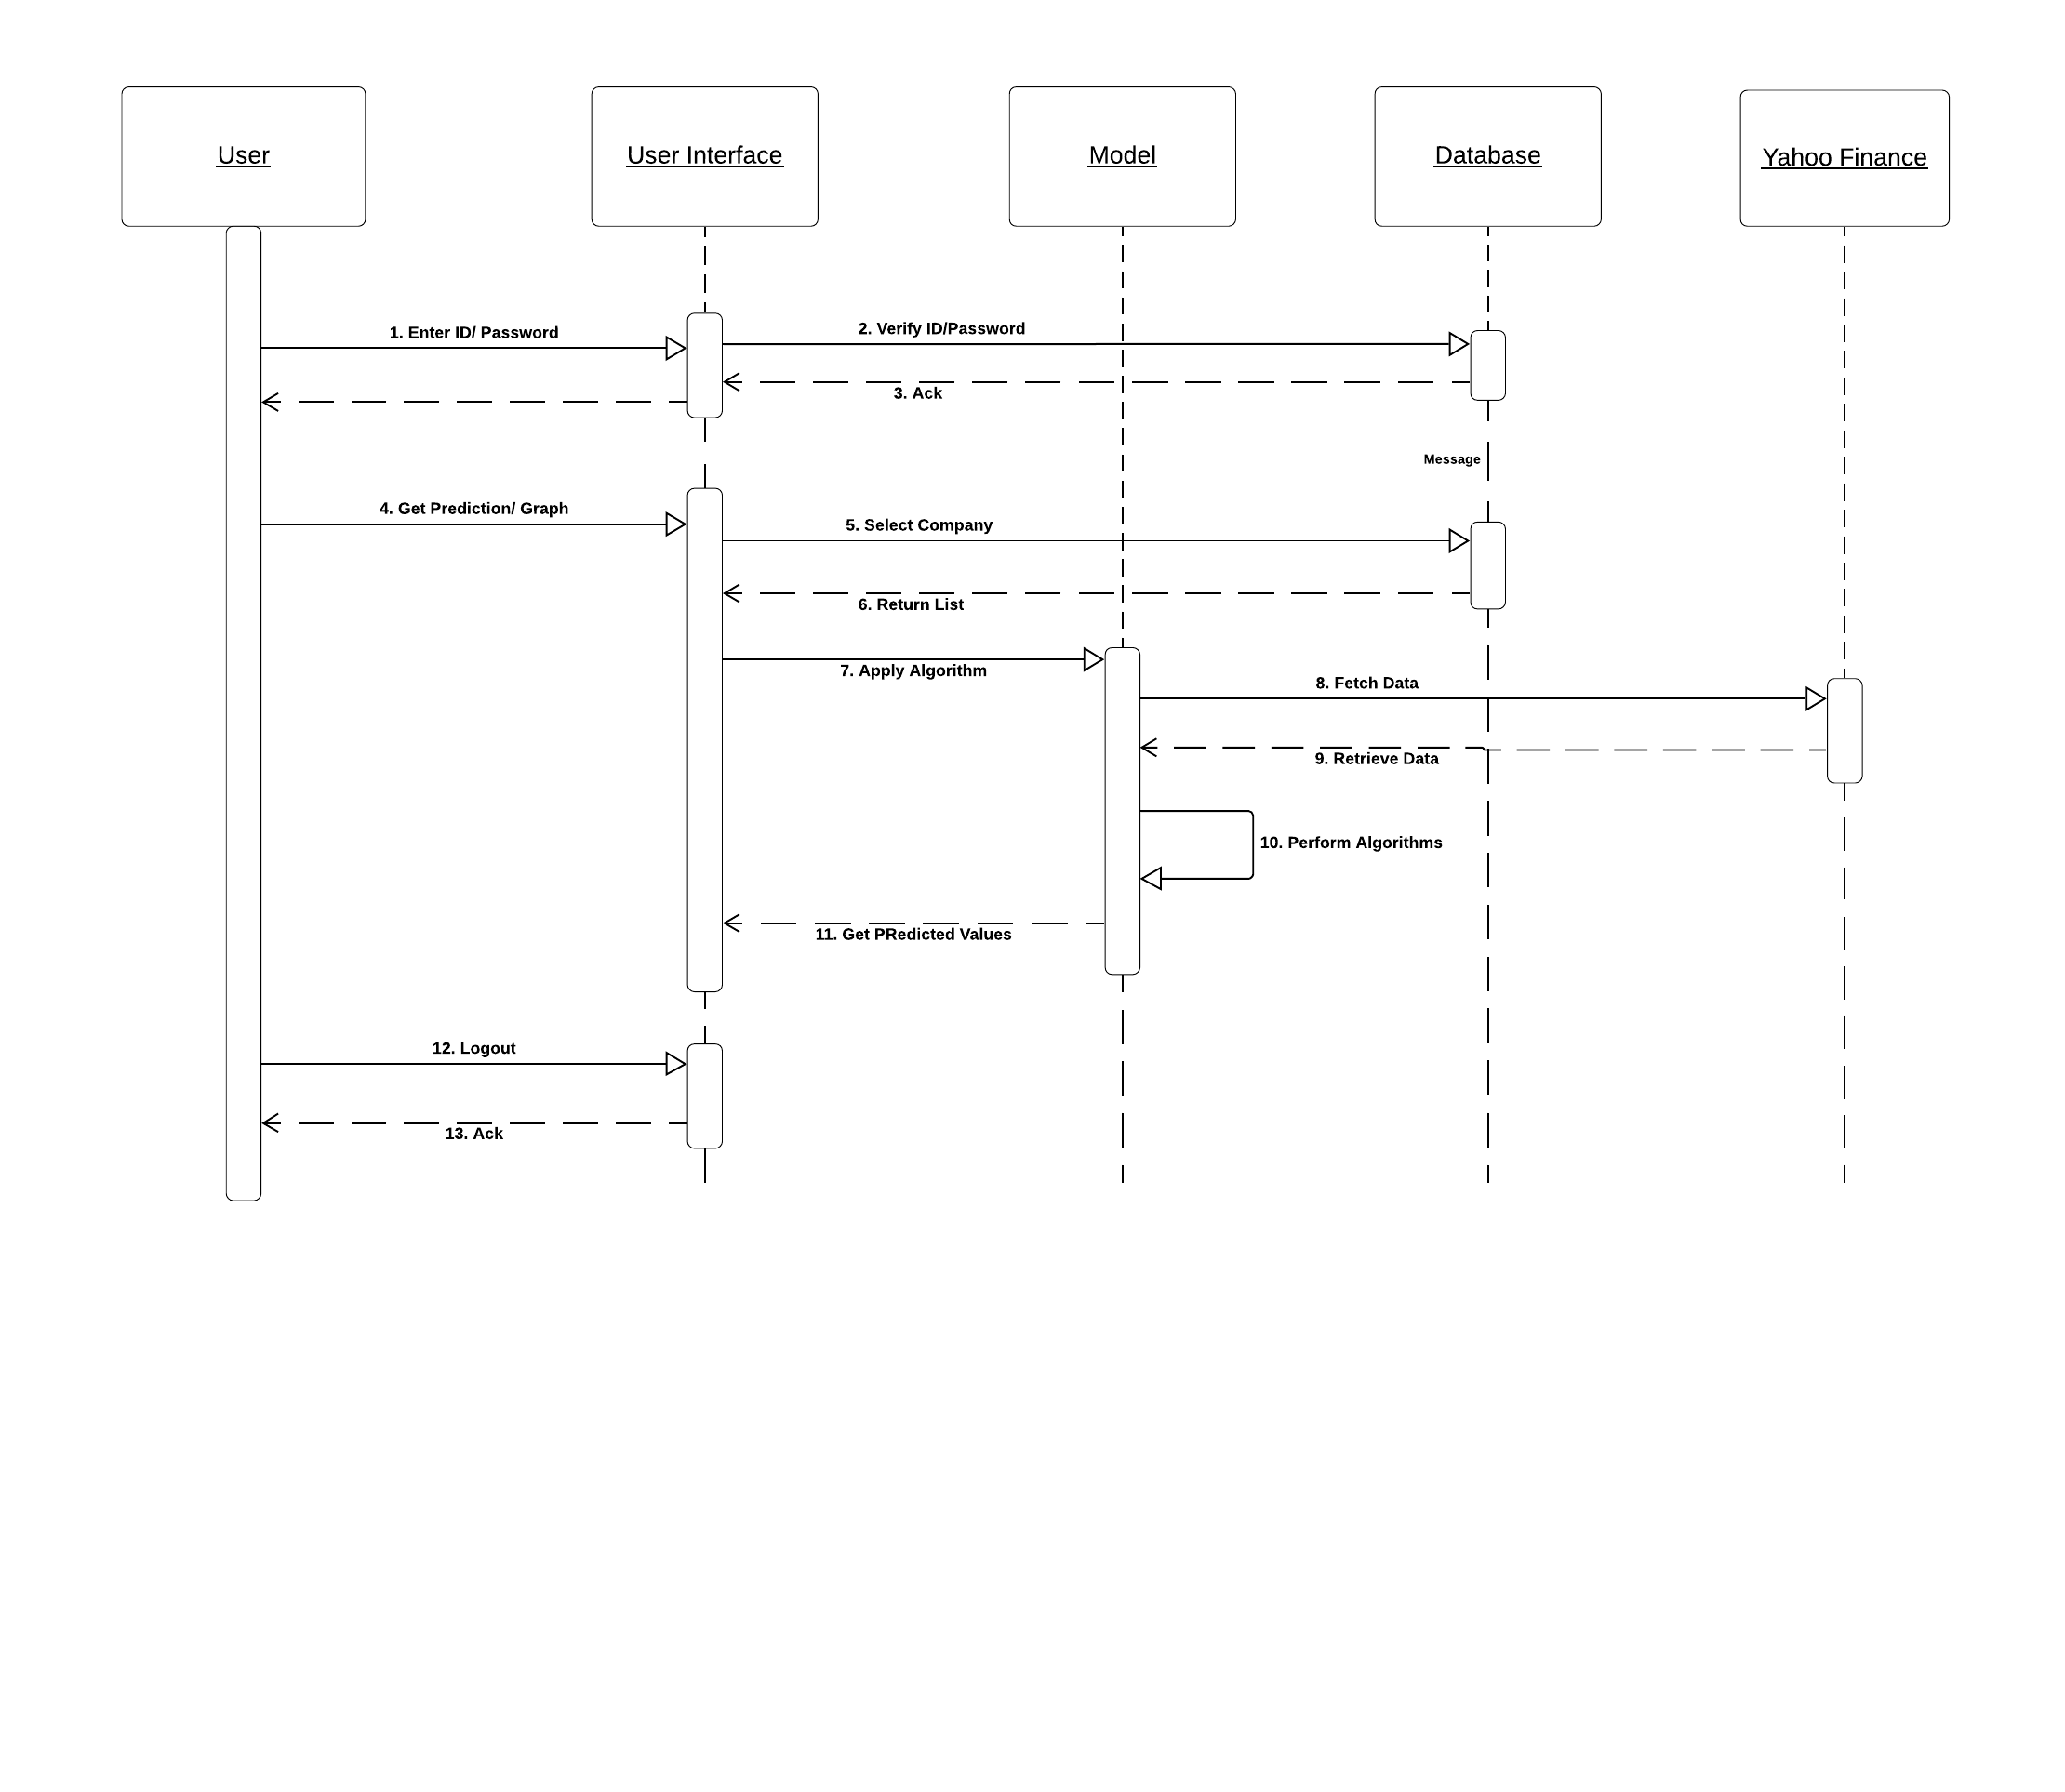 User
User Interface
Model
Database
Yahoo Finance
1. Enter ID/ Password
2. Verify ID/Password
3. Ack
Message
4. Get Prediction/ Graph
5. Select Company
6. Return List
7. Apply Algorithm
8. Fetch Data
9. Retrieve Data
10. Perform Algorithms
11. Get PRedicted Values
12. Logout
13. Ack